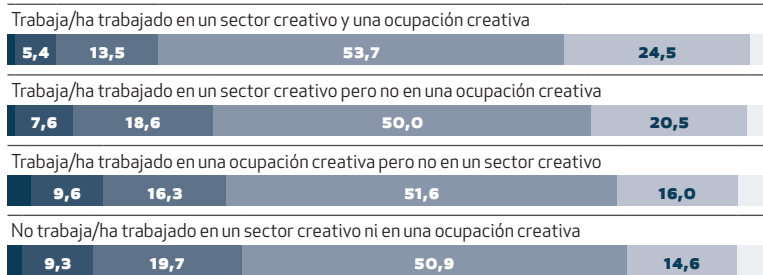 Trabaja/ha trabajado en un sector creativo y una ocupación creativa
5,4 13,5 53,7 24,5
Trabaja/ha trabajado en un sector creativo pero no en una ocupación creativa
7,6 18,6 50,0 20,5
Trabaja/ha trabajado en una ocupación creativa pero no en un sector creativo
9,6 16,3 51,6 16,0
No trabaja/ha trabajado en un sector creativo ni en una ocupación creativa
9,3 19,7 50,9 14,6